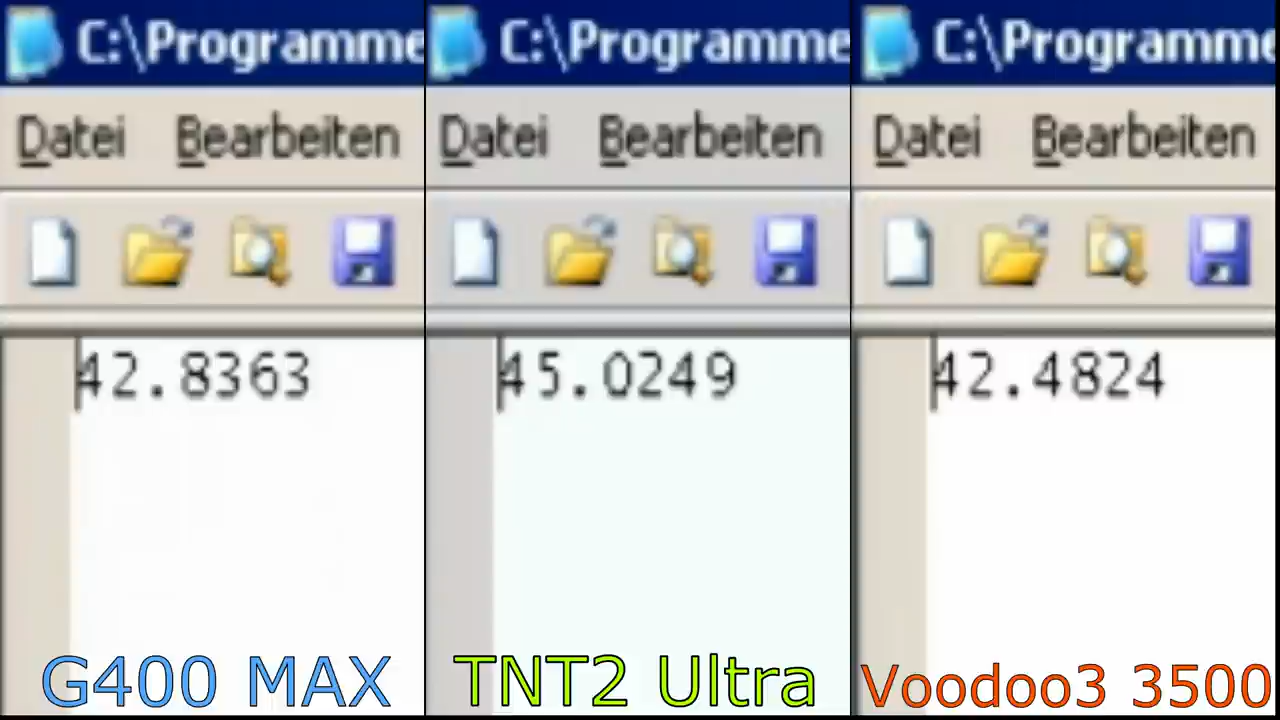 C:\Programme
Datei Bearbeiten
42.8363
G400 MAX
C:\Programme
Datei Bearbeiten
45.0249
TNT2 Ultra
C:\Programme
Datei Bearbeiten
42.4824
Voodoo3 3500